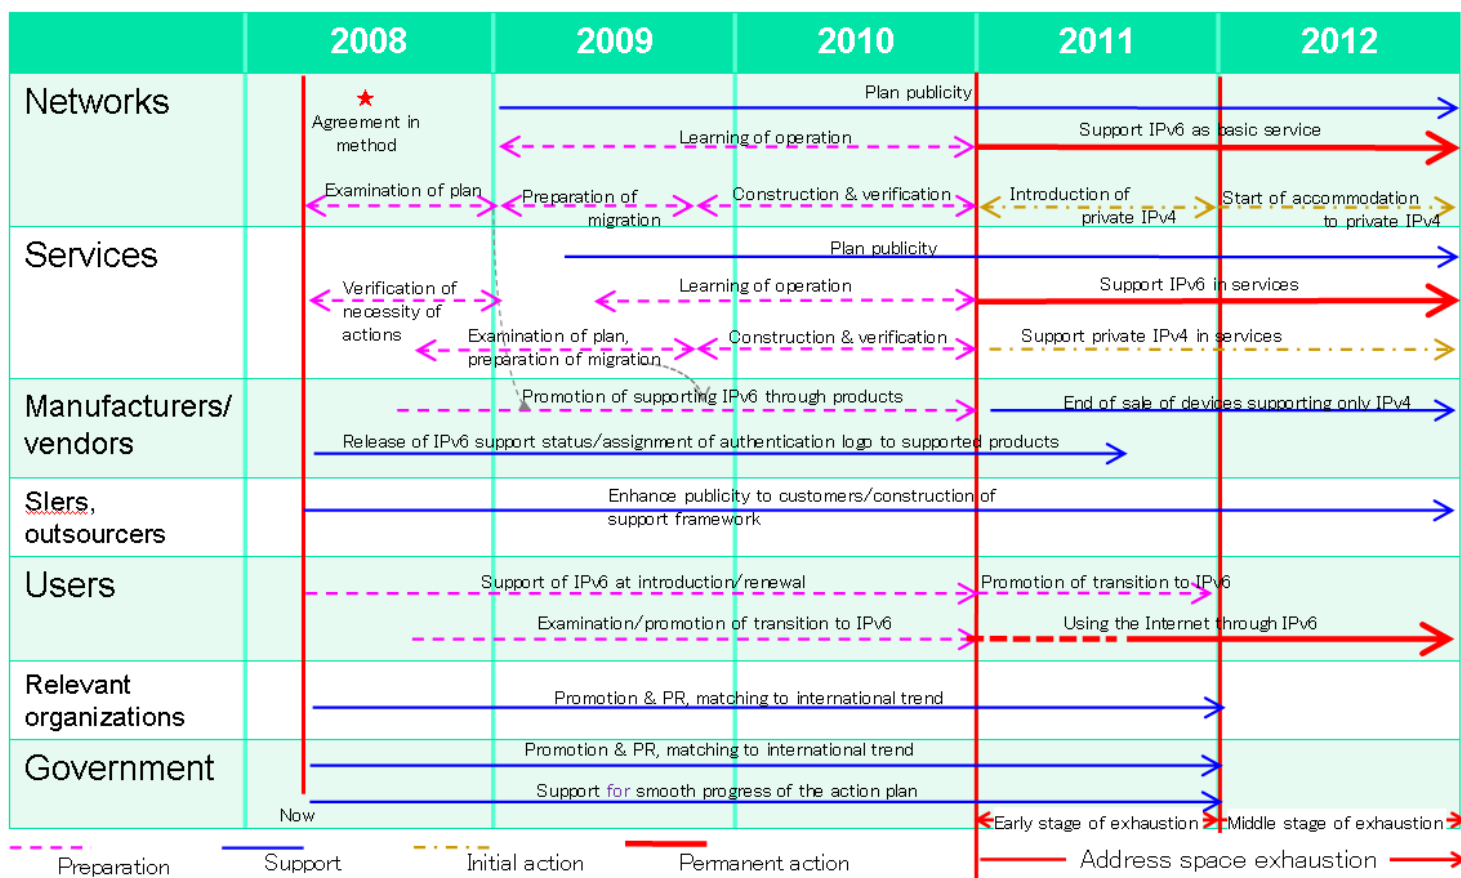 2008 2009 2010 2011 2012
Networks
Plan publicity
Agreement in
method
Learning of operation
Support IPv6 as basic service
Examination of plan
Preparation of
migration
Construction & verification
Introduction of
private IPv4
Start of accommodation
to private IPv4
Services
Plan publicity
Verification of
necessity of
actions
Learning of operation
Support IPv6 in services
Examination of plan,
preparation of migration
Construction & verification
Support private IPv4 in services
Manufacturers/
vendors
Promotion of supporting IPv6 through products
End of sale of devices supporting only IPv4
Release of IPv6 support status/assignment of authentication logo to supported products
SIers,
outsourcers
Enhance publicity to customers/construction of
support framework
Users
Support of IPv6 at introduction/renewal
Promotion of transition to IPv6
Examination/promotion of transition to IPv6
Using the Internet through IPv6
Relevant
organizations
Promotion & PR, matching to international trend
Government
Promotion & PR, matching to international trend
Support for smooth progress of the action plan
Now
Early stage of exhaustion
Middle stage of exhaustion
Preparation
Support
Initial action
Permanent action
Address space exhaustion